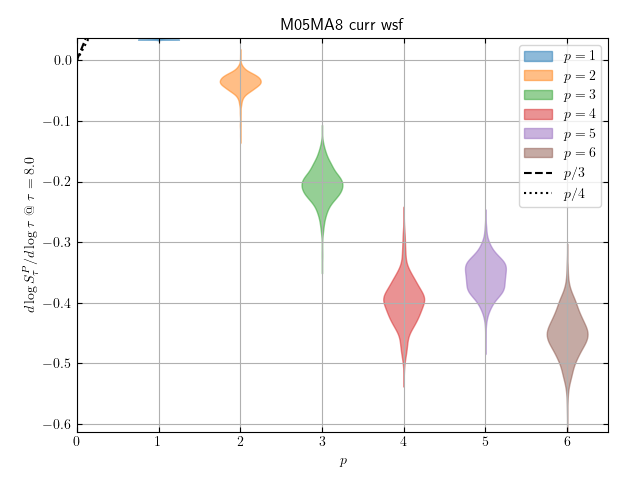 M05MA8 curr wsf
d log S_τ^P/d log τ @ τ = 8.0
0.0
−0.1
−0.2
−0.3
−0.4
−0.5
−0.6
p = 1
p = 2
p = 3
p = 4
p = 5
p = 6
p/3
p/4
0 1 2 3 4 5 6
p